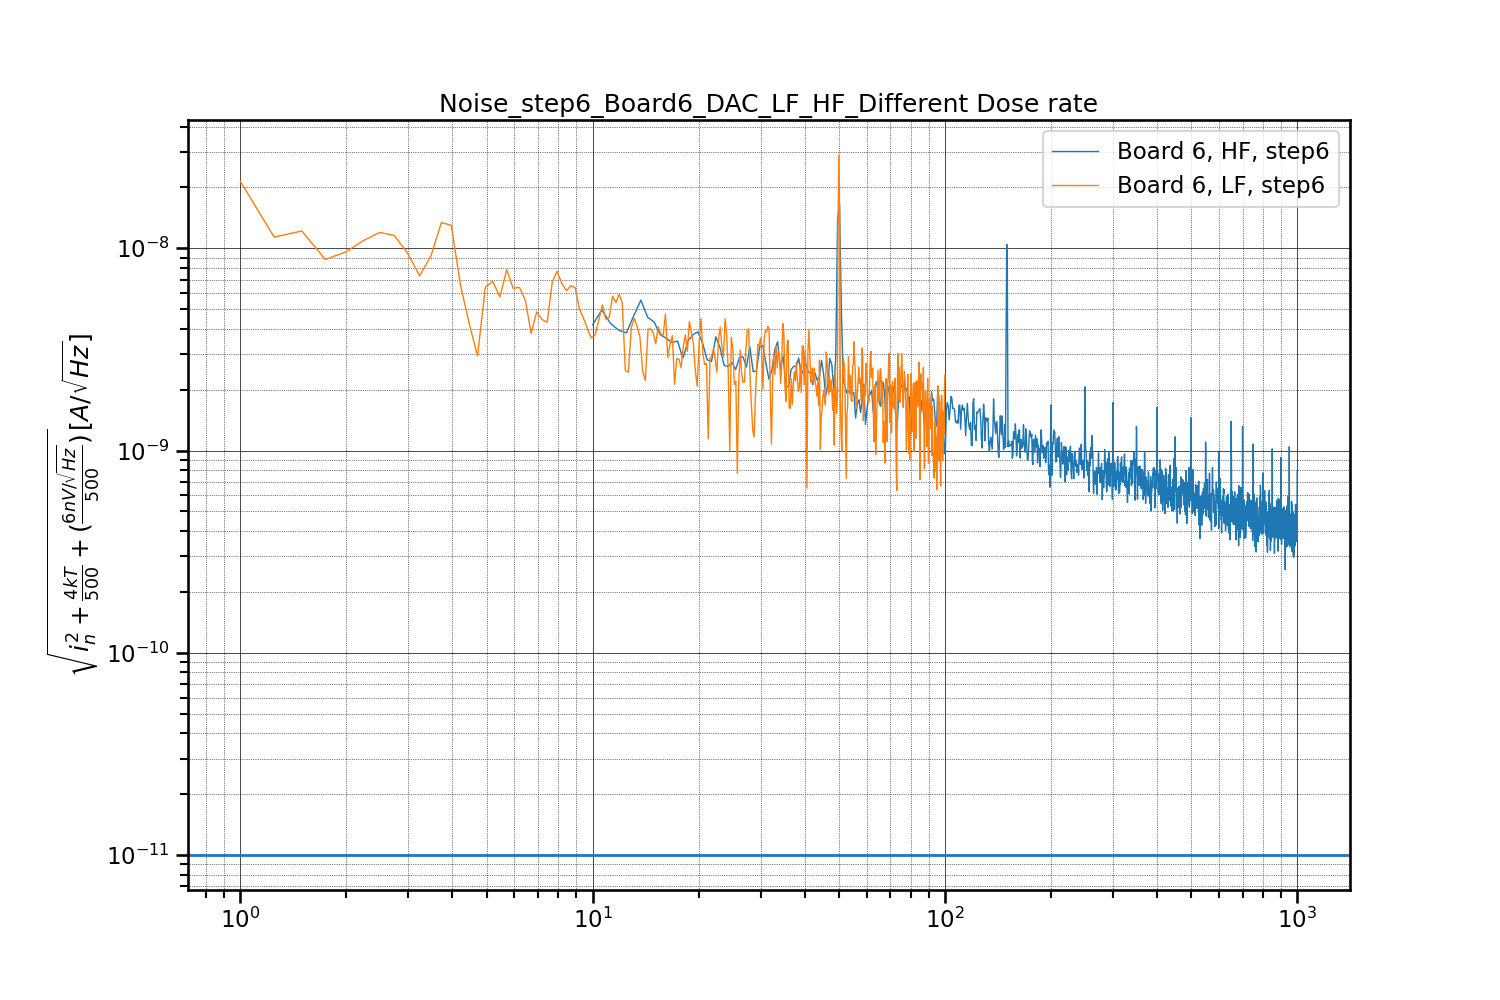 Noise_step6_Board6_DAC_LF_HF_Different Dose rate
Board 6, HF, step6
Board 6, LF, step6
√(i_n² + 4kT/500 + (6nV/√Hz/500) [A/√Hz]
10⁻⁸
10⁻⁹
10⁻¹⁰
10⁻¹¹
10⁰ 10¹ 10² 10³